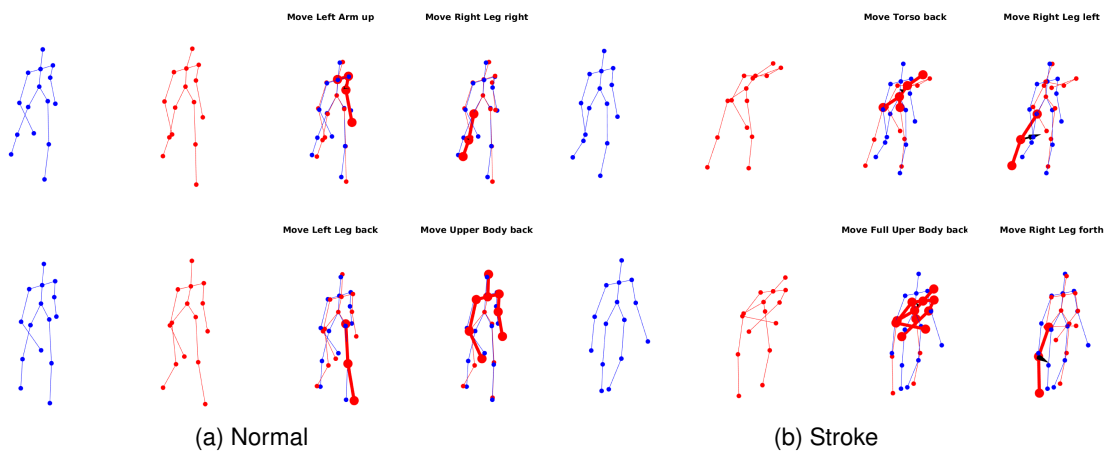 Move Left Arm up
Move Right Leg right
Move Torso back
Move Right Leg left
Move Left Leg back
Move Upper Body back
Move Full Uper Body back
Move Right Leg forth
(a) Normal
(b) Stroke